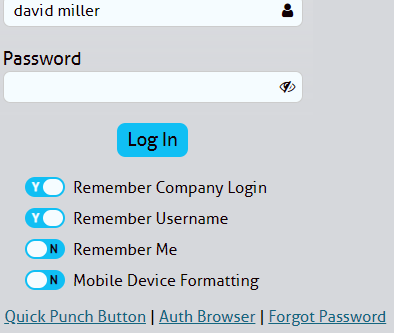 david miller
Password
Log In
Y Remember Company Login
Y Remember Username
N Remember Me
N Mobile Device Formatting
Quick Punch Button | Auth Browser | Forgot Password